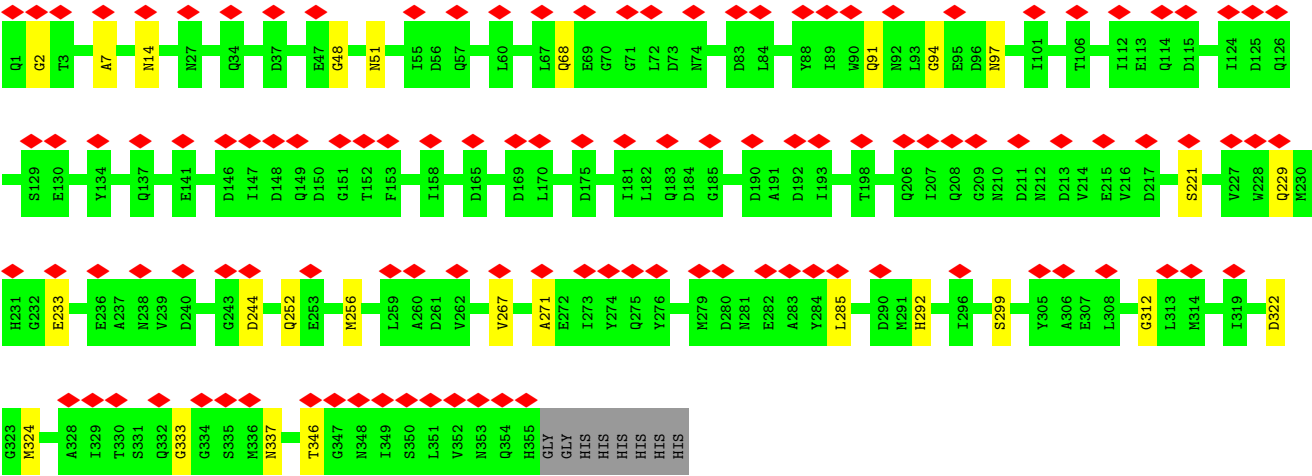 Q1 G2 T3 A7 N14 N27 Q34 D37 E47 G48 N51 I55 D56 Q57 L60 L67 Q68 E69 G70 G71 L72 D73 N74 D83 L84 Y88 I89 W90 Q91 N92 L93 G94 E95 D96 N97 I101 T106 I112 E113 Q114 D115 I124 D125 Q126
S129 E130 Y134 Q137 E141 D146 I147 D148 Q149 D150 G151 T152 F153 I158 D165 D169 L170 D175 I181 L182 Q183 D184 G185 D190 A191 D192 I193 T198 Q206 I207 Q208 G209 N210 D211 N212 D213 V214 E215 V216 D217 S221 V227 W228 Q229 M230
H231 G232 E233 E236 A237 N238 V239 D240 G243 D244 Q252 E253 M256 L259 A260 D261 V262 V267 A271 E272 I273 Y274 Q275 Y276 M279 D280 N281 E282 A283 Y284 L285 D290 M291 H292 I296 S299 Y305 A306 E307 L308 G312 L313 M314 I319 D322
G323 M324 A328 I329 T330 S331 Q332 G333 G334 S335 M336 N337 T346 G347 N348 I349 S350 L351 V352 N353 Q354 H355 GLY GLY HIS HIS HIS HIS HIS HIS